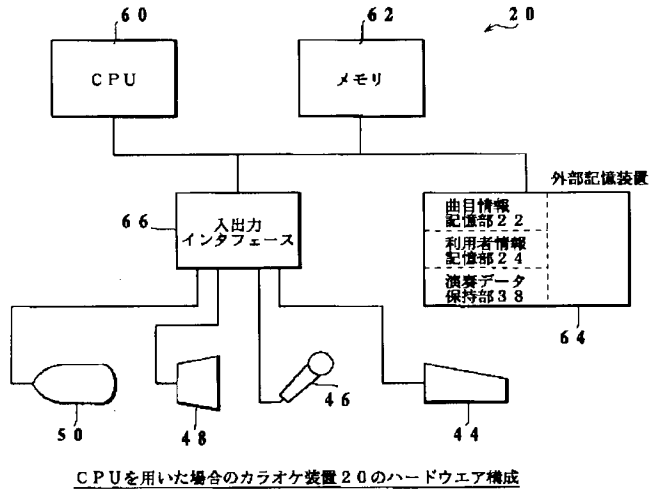 60
62
20
CPU
メモリ
外部記憶装置
66
入出力
インタフェース
曲目情報
記憶部22
利用者情報
記憶部24
演奏データ
保持部38
64
50
48
46
44
CPUを用いた場合のカラオケ装置20のハードウエア構成